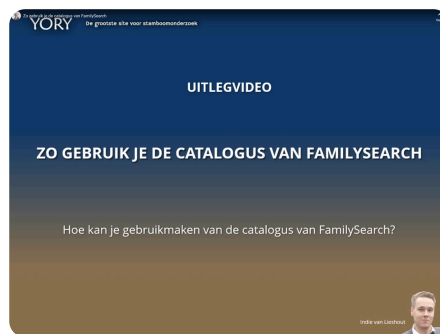 Zo gebruik je de catalogus van FamilySearch
YORY
De grootste site voor stamboomonderzoek
UITLEGVIDEO
ZO GEBRUIK JE DE CATALOGUS VAN FAMILYSEARCH
Hoe kan je gebruikmaken van de catalogus van FamilySearch?
Indie van Lieshout